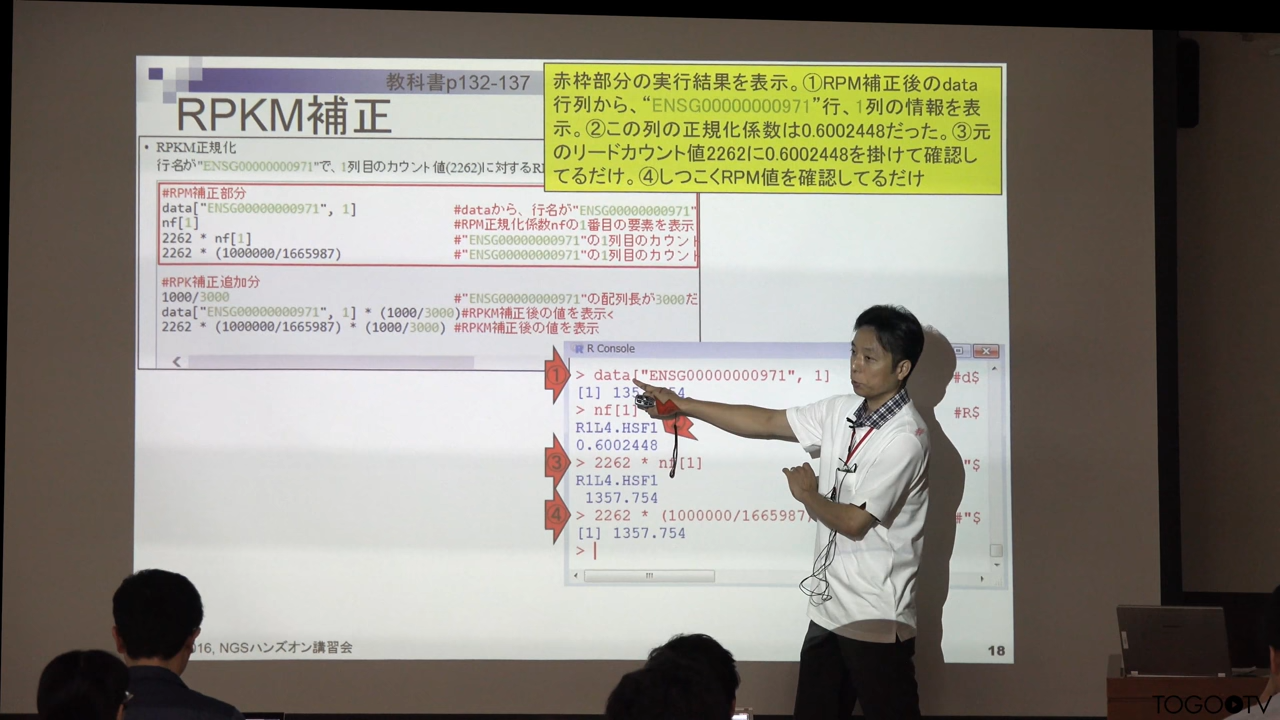 教科書p132-137
RPKM補正
赤枠部分の実行結果を表示。①RPM補正後のdata
行列から、“ENSG00000000971”行、1列の情報を表
示。②この列の正規化係数は0.6002448だった。③元
のリードカウント値2262に0.6002448を掛けて確認し
てるだけ。④しつこくRPM値を確認してるだけ
• RPKM正規化
行名が"ENSG00000000971"で、1列目のカウント値(2262)に対するR
#RPM補正部分
data["ENSG00000000971", 1] #dataから、行名が"ENSG00000000971"
nf[1] #RPM正規化係数nfの1番目の要素を表示
2262 * nf[1] #"ENSG00000000971"の1列目のカウント
2262 * (1000000/1665987) #"ENSG00000000971"の1列目のカウント
#RPK補正追加分
1000/3000 #"ENSG00000000971"の配列長が3000だ
data["ENSG00000000971", 1] * (1000/3000)#RPKM補正後の値を表示<
2262 * (1000000/1665987) * (1000/3000) #RPKM補正後の値を表示
R Console
① > data["ENSG00000000971", 1] #d$
[1] 135 .754
> nf[1] #R$
R1L4.HSF1
0.6002448
③ > 2262 * nf[1] "$
R1L4.HSF1
1357.754
④ > 2262 * (1000000/1665987) #"$
[1] 1357.754
>
16, NGSハンズオン講習会
18
TOGOTV